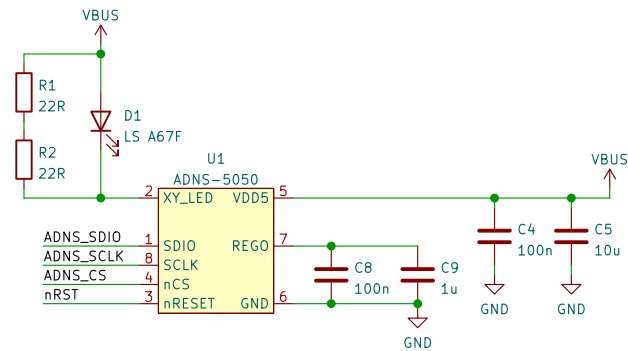 VBUS
R1
22R
D1
LS A67F
R2
22R
U1
ADNS-5050
VBUS
2
XY_LED
VDD5
5
ADNS_SDIO
1
SDIO
REGO
7
ADNS_SCLK
8
SCLK
ADNS_CS
4
nCS
nRST
3
nRESET
GND
6
C8
100n
C9
1u
C4
100n
C5
10u
GND
GND
GND